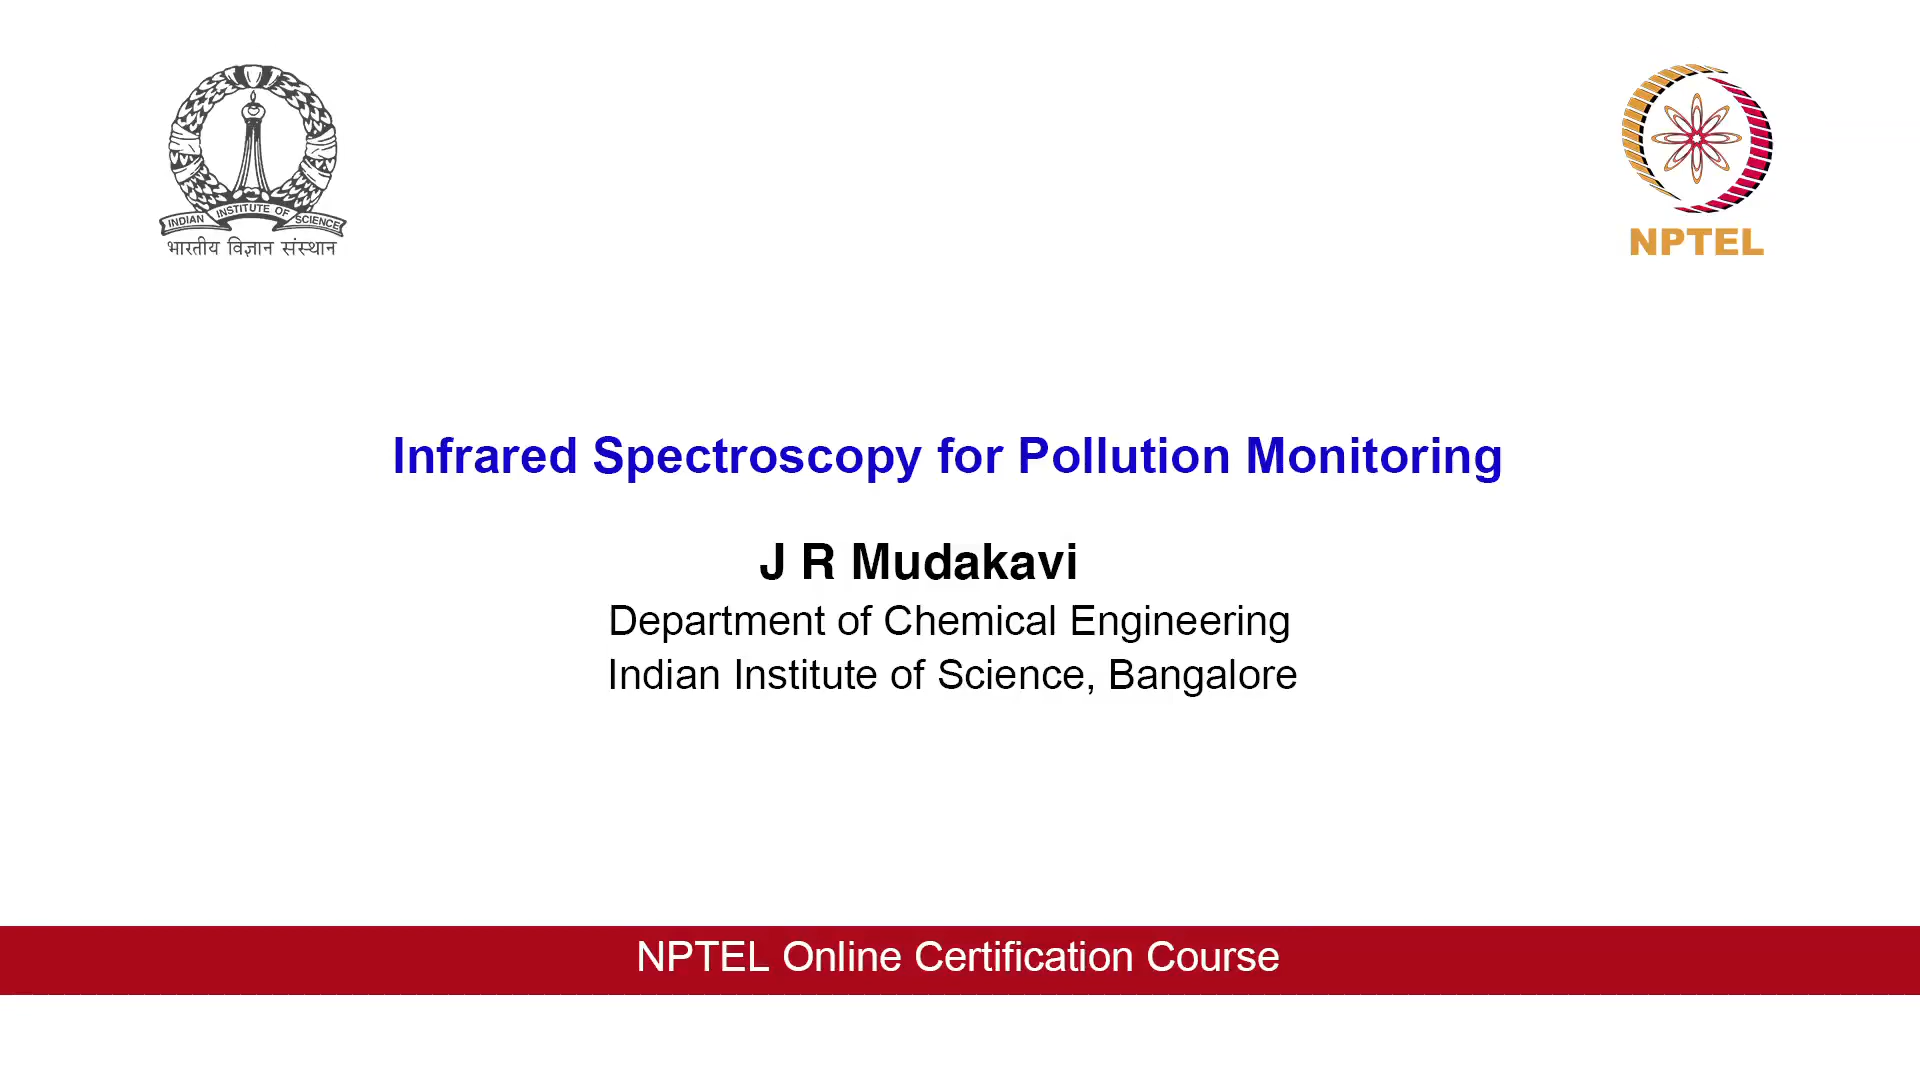 INDIAN INSTITUTE OF SCIENCE
भारतीय विज्ञान संस्थान
NPTEL
Infrared Spectroscopy for Pollution Monitoring
J R Mudakavi
Department of Chemical Engineering
Indian Institute of Science, Bangalore
NPTEL Online Certification Course